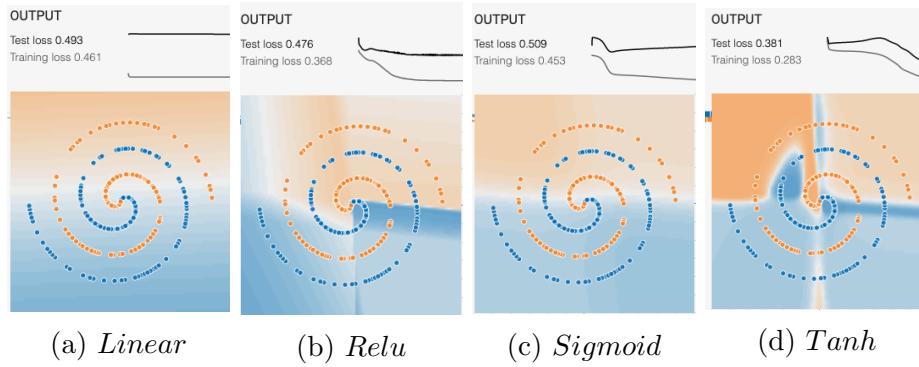 OUTPUT
Test loss 0.493
Training loss 0.461
OUTPUT
Test loss 0.476
Training loss 0.368
OUTPUT
Test loss 0.509
Training loss 0.453
OUTPUT
Test loss 0.381
Training loss 0.283
(a) Linear
(b) Relu
(c) Sigmoid
(d) Tanh